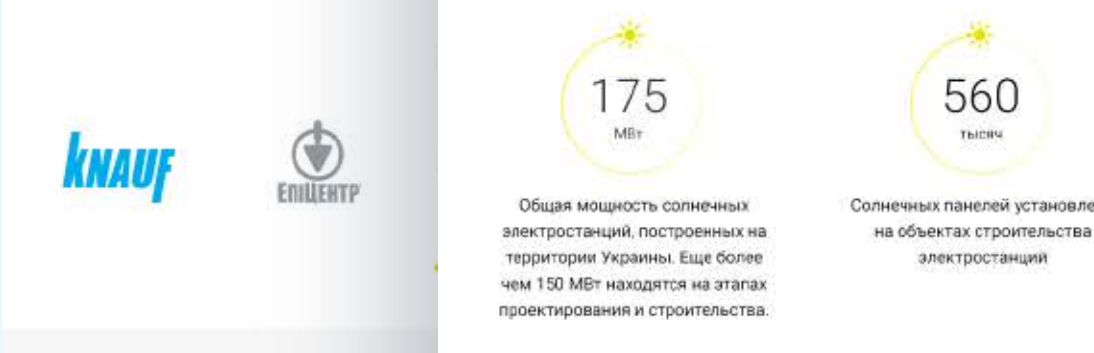 KNAUF
ЕПІЦЕНТР
175
МВт
Общая мощность солнечных
электростанций, построенных на
территории Украины. Еще более
чем 150 МВт находятся на этапах
проектирования и строительства.
560
тысяч
Солнечных панелей установле
на объектах строительства
электростанций